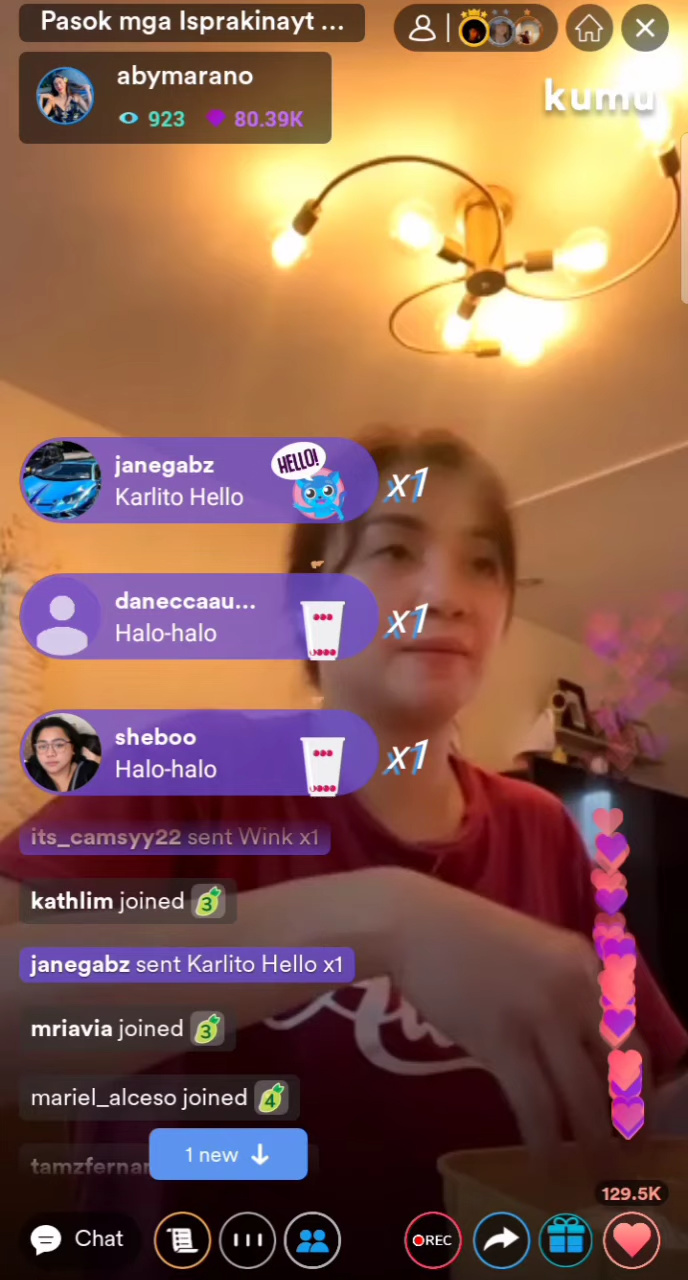 Pasok mga Isprakinayt ...
abymarano
923 80.39K
kumu
HELLO!
janegabz
Karlito Hello
x1
daneccaau...
Halo-halo
x1
sheboo
Halo-halo
x1
its_camsyy22 sent Wink x1
kathlim joined 3
janegabz sent Karlito Hello x1
mriavia joined 3
mariel_alceso joined 4
1 new
129.5K
Chat
REC